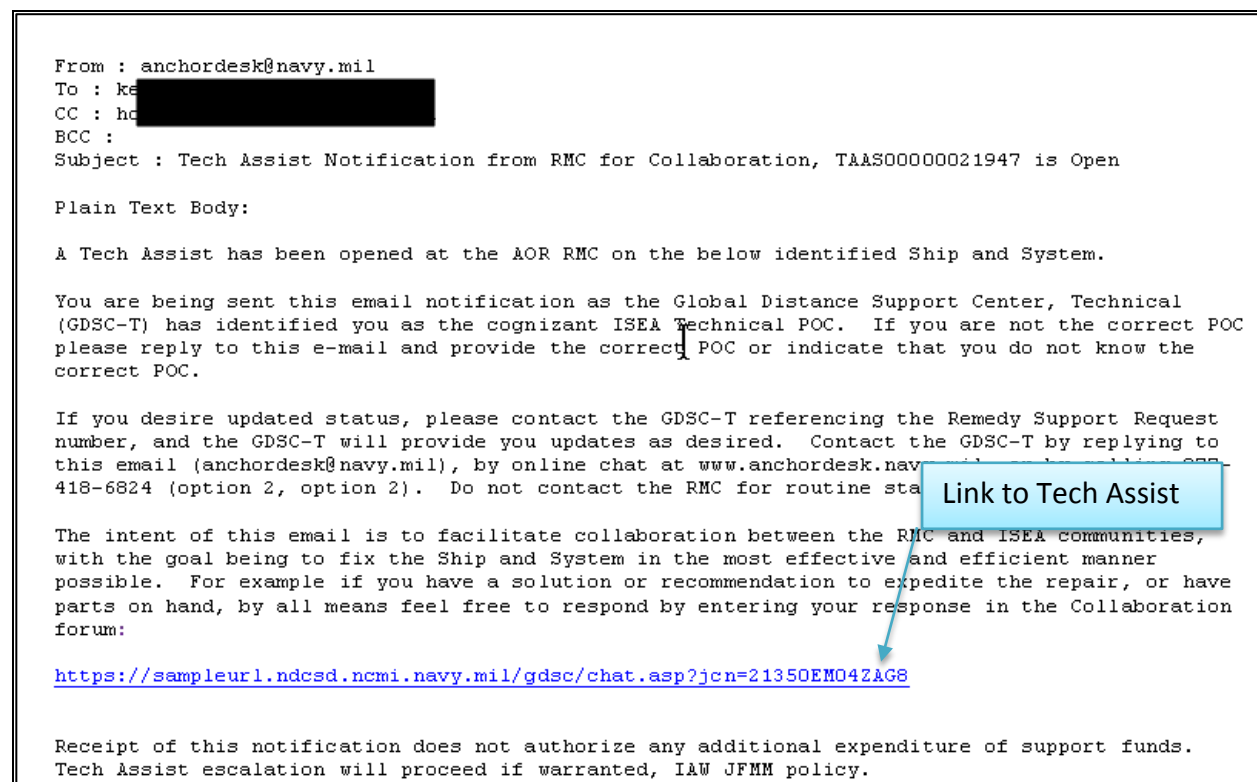 From : anchordesk@navy.mil
To : ke
CC : ho
BCC :
Subject : Tech Assist Notification from RMC for Collaboration, TAAS00000021947 is Open
Plain Text Body:
A Tech Assist has been opened at the AOR RMC on the below identified Ship and System.
You are being sent this email notification as the Global Distance Support Center, Technical
(GDSC-T) has identified you as the cognizant ISEA Technical POC.  If you are not the correct POC
please reply to this e-mail and provide the correct POC or indicate that you do not know the
correct POC.
If you desire updated status, please contact the GDSC-T referencing the Remedy Support Request
number, and the GDSC-T will provide you updates as desired.  Contact the GDSC-T by replying to
this email (anchordesk@navy.mil), by online chat at www.anchordesk.nav
418-6824 (option 2, option 2).  Do not contact the RMC for routine sta
Link to Tech Assist
The intent of this email is to facilitate collaboration between the RMC and ISEA communities,
with the goal being to fix the Ship and System in the most effective and efficient manner
possible.  For example if you have a solution or recommendation to expedite the repair, or have
parts on hand, by all means feel free to respond by entering your response in the Collaboration
forum:
https://sampleurl.ndcsd.ncmi.navy.mil/gdsc/chat.asp?jcn=21350EM04ZAG8
Receipt of this notification does not authorize any additional expenditure of support funds.
Tech Assist escalation will proceed if warranted, IAW JFMM policy.